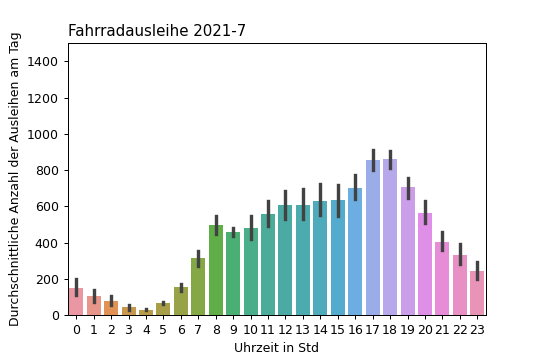 Fahrradausleihe 2021-7
Durchschnittliche Anzahl der Ausleihen am Tag
1400
1200
1000
800
600
400
200
0
0 1 2 3 4 5 6 7 8 9 10 11 12 13 14 15 16 17 18 19 20 21 22 23
Uhrzeit in Std